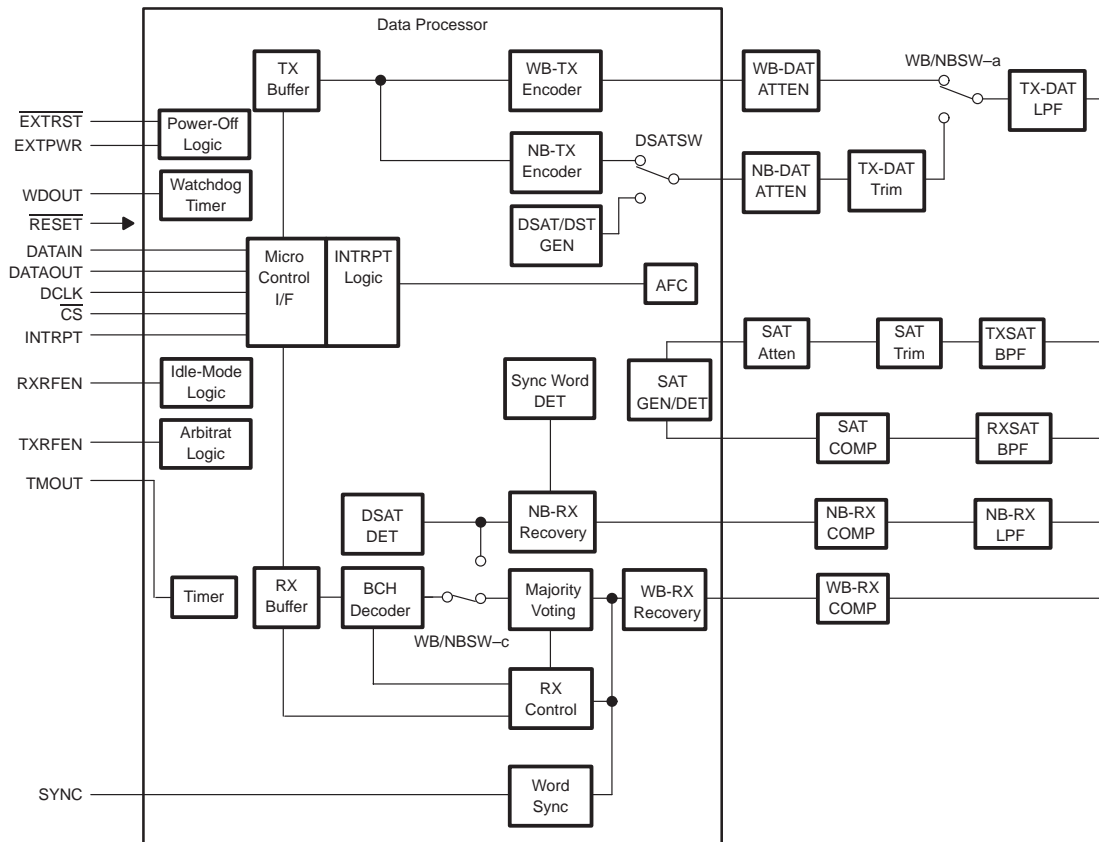 Data Processor
TX
Buffer
WB-TX
Encoder
WB-DAT
ATTEN
WB/NBSW–a
TX-DAT
LPF
EXTRST
EXTPWR
Power-Off
Logic
NB-TX
Encoder
DSATSW
NB-DAT
ATTEN
TX-DAT
Trim
WDOUT
Watchdog
Timer
RESET
DSAT/DST
GEN
DATAIN
DATAOUT
DCLK
CS
INTRPT
Micro
Control
I/F
INTRPT
Logic
AFC
SAT
Atten
SAT
Trim
TXSAT
BPF
RXRFEN
Idle-Mode
Logic
Sync Word
DET
SAT
GEN/DET
TXRFEN
Arbitrat
Logic
SAT
COMP
RXSAT
BPF
TMOUT
DSAT
DET
NB-RX
Recovery
NB-RX
COMP
NB-RX
LPF
Timer
RX
Buffer
BCH
Decoder
WB/NBSW–c
Majority
Voting
WB-RX
Recovery
WB-RX
COMP
RX
Control
SYNC
Word
Sync